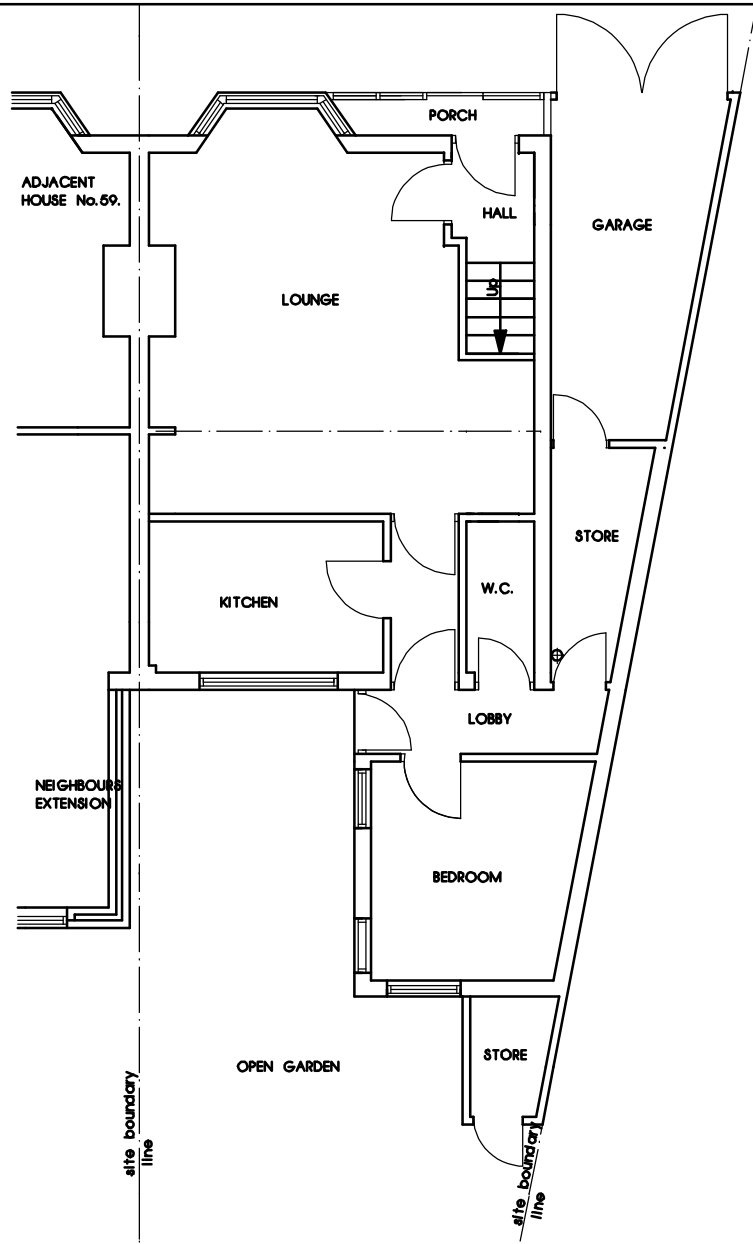 PORCH
ADJACENT
HOUSE No.59.
HALL
GARAGE
Up
LOUNGE
STORE
W.C.
KITCHEN
LOBBY
NEIGHBOURS
EXTENSION
BEDROOM
STORE
OPEN GARDEN
site boundary
line
site boundary
line